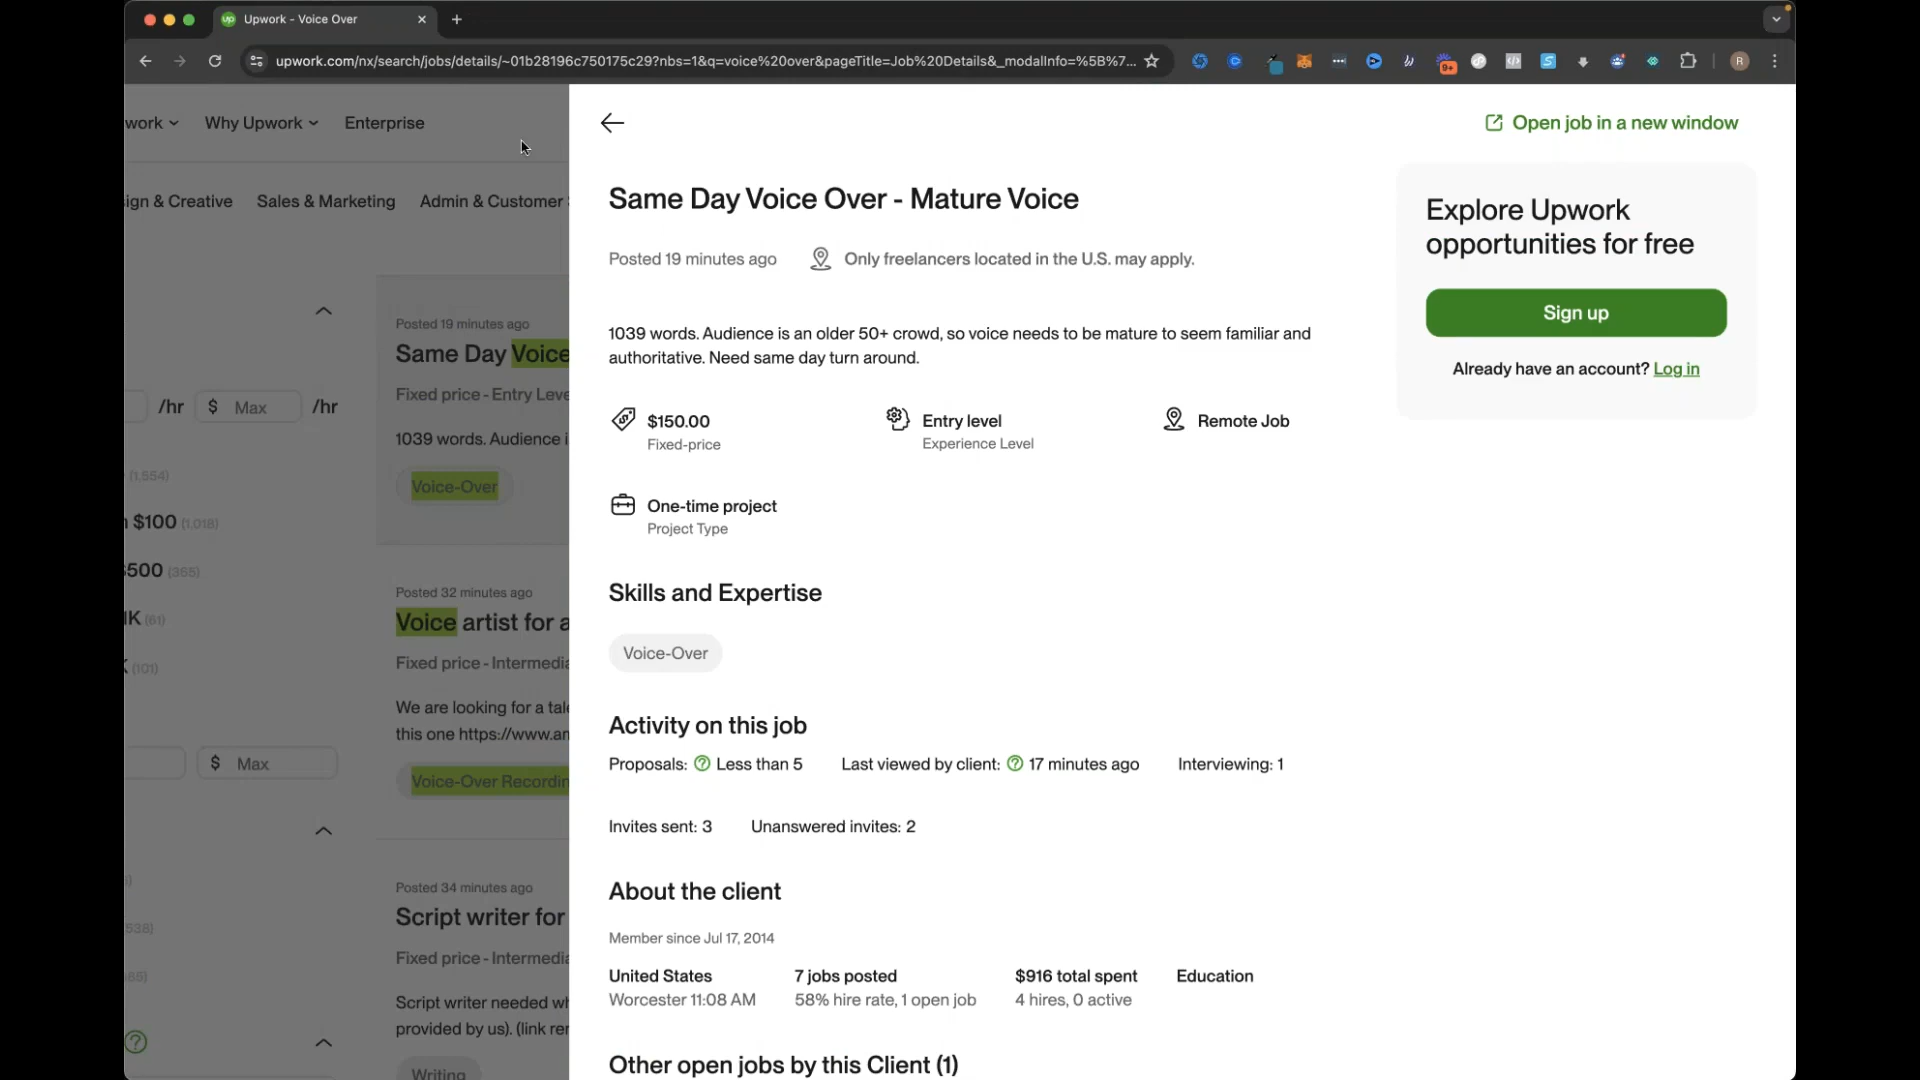 Upwork - Voice Over
upwork.com/nx/search/jobs/details/~01b28196c750175c29?nbs=1&q=voice%20over&pageTitle=Job%20Details&_modalInfo=%5B%7...
9+
R
work
Why Upwork
Enterprise
Open job in a new window
ign & Creative
Sales & Marketing
Admin & Customer
Same Day Voice Over - Mature Voice
Posted 19 minutes ago
Only freelancers located in the U.S. may apply.
1039 words. Audience is an older 50+ crowd, so voice needs to be mature to seem familiar and
authoritative. Need same day turn around.
$150.00
Fixed-price
Entry level
Experience Level
Remote Job
One-time project
Project Type
Skills and Expertise
Voice-Over
Activity on this job
Proposals: Less than 5
Last viewed by client: 17 minutes ago
Interviewing: 1
Invites sent: 3
Unanswered invites: 2
About the client
Member since Jul 17, 2014
United States
Worcester 11:08 AM
7 jobs posted
58% hire rate, 1 open job
$916 total spent
4 hires, 0 active
Education
Other open jobs by this Client (1)
Explore Upwork
opportunities for free
Sign up
Already have an account? Log in
/hr
$ Max
/hr
(1,554)
$100 (1,018)
$500 (365)
1K (61)
(101)
$ Max
538)
Posted 19 minutes ago
Same Day Voice
Fixed price - Entry Leve
1039 words. Audience i
Voice-Over
Posted 32 minutes ago
Voice artist for a
Fixed price - Intermedia
We are looking for a tal
this one https://www.am
Voice-Over Recordin
Posted 34 minutes ago
Script writer for
Fixed price - Intermedia
Script writer needed wh
provided by us). (link re
Writing